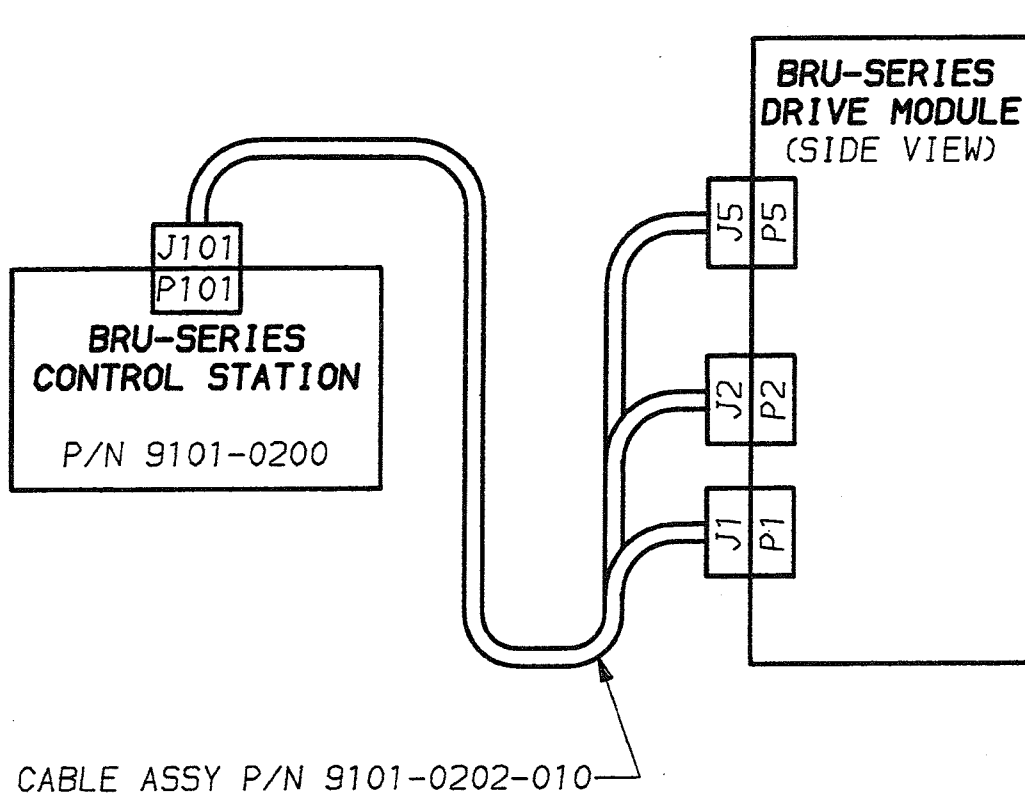 BRU-SERIES
DRIVE MODULE
(SIDE VIEW)
J5
P5
J101
P101
BRU-SERIES
CONTROL STATION
P/N 9101-0200
J2
P2
J1
P1
CABLE ASSY P/N 9101-0202-010